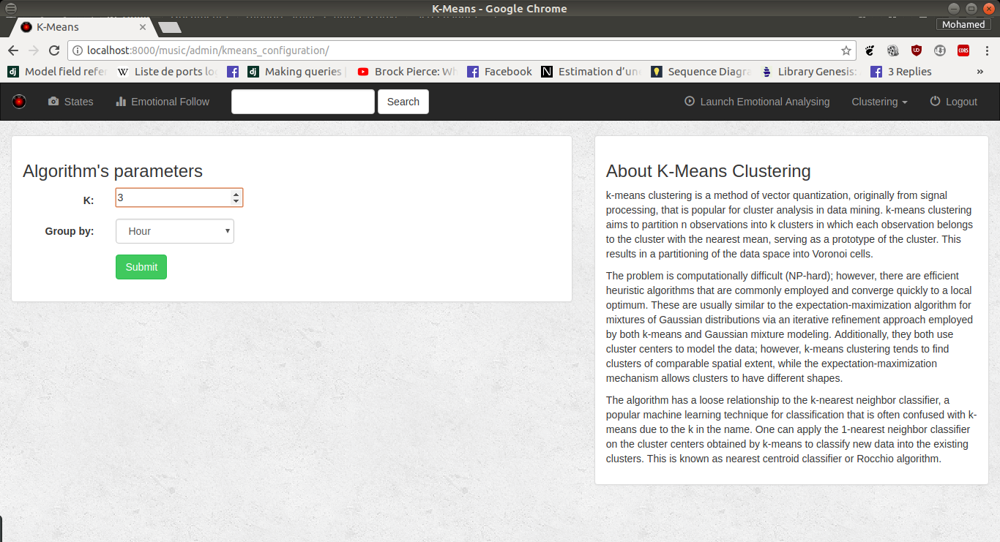 K-Means - Google Chrome
K-Means
Mohamed
localhost:8000/music/admin/kmeans_configuration/
Model field refer
Liste de ports lo
Making queries
Brock Pierce: Wh
Facebook
Estimation d'un
Sequence Diagra
Library Genesis:
3 Replies
»
States
Emotional Follow
Search
Launch Emotional Analysing
Clustering
Logout
Algorithm's parameters
K:
3
Group by:
Hour
Submit
About K-Means Clustering
k-means clustering is a method of vector quantization, originally from signal
processing, that is popular for cluster analysis in data mining. k-means clustering
aims to partition n observations into k clusters in which each observation belongs
to the cluster with the nearest mean, serving as a prototype of the cluster. This
results in a partitioning of the data space into Voronoi cells.
The problem is computationally difficult (NP-hard); however, there are efficient
heuristic algorithms that are commonly employed and converge quickly to a local
optimum. These are usually similar to the expectation-maximization algorithm for
mixtures of Gaussian distributions via an iterative refinement approach employed
by both k-means and Gaussian mixture modeling. Additionally, they both use
cluster centers to model the data; however, k-means clustering tends to find
clusters of comparable spatial extent, while the expectation-maximization
mechanism allows clusters to have different shapes.
The algorithm has a loose relationship to the k-nearest neighbor classifier, a
popular machine learning technique for classification that is often confused with k-
means due to the k in the name. One can apply the 1-nearest neighbor classifier
on the cluster centers obtained by k-means to classify new data into the existing
clusters. This is known as nearest centroid classifier or Rocchio algorithm.